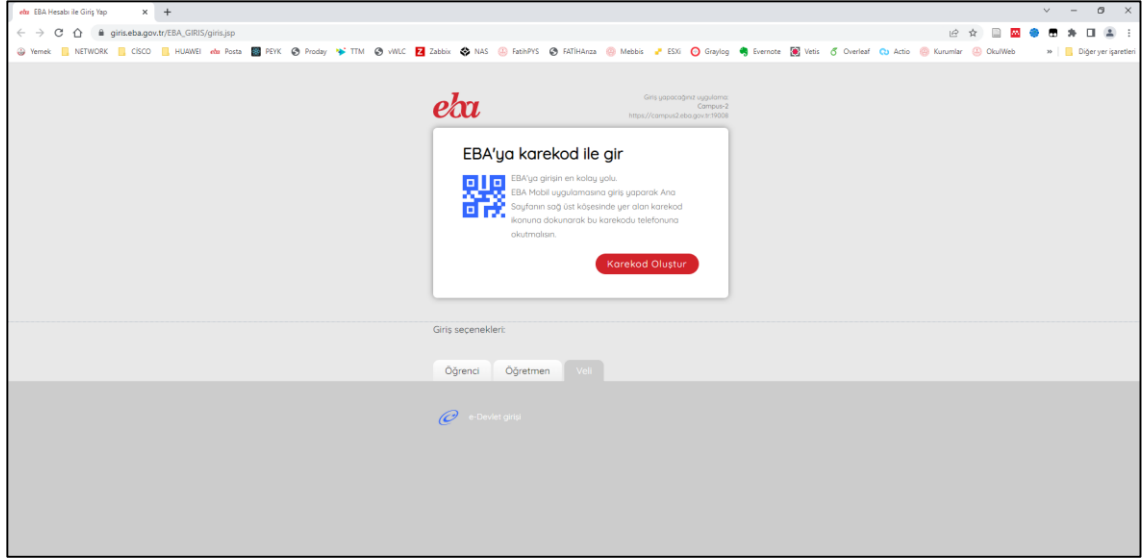 EBA Hesabı ile Giriş Yap
giris.eba.gov.tr/EBA_GIRIS/giris.jsp
Yemek NETWORK CİSCO HUAWEI Posta PEYK Proday TTM vWLC Zabbix NAS FatihPYS FATİHArıza Mebbis ESXi Graylog Evernote Vetis Overleaf Actio Kurumlar OkulWeb » Diğer yer işaretleri
eba
Giriş yapacağınız uygulama:
Campus-2
https://campus2.eba.gov.tr:19008
EBA'ya karekod ile gir
EBA'ya girişin en kolay yolu.
EBA Mobil uygulamasına giriş yaparak Ana
Sayfanın sağ üst köşesinde yer alan karekod
ikonuna dokunarak bu karekodu telefonuna
okutmalısın.
Karekod Oluştur
Giriş seçenekleri:
Öğrenci Öğretmen Veli
e-Devlet girişi